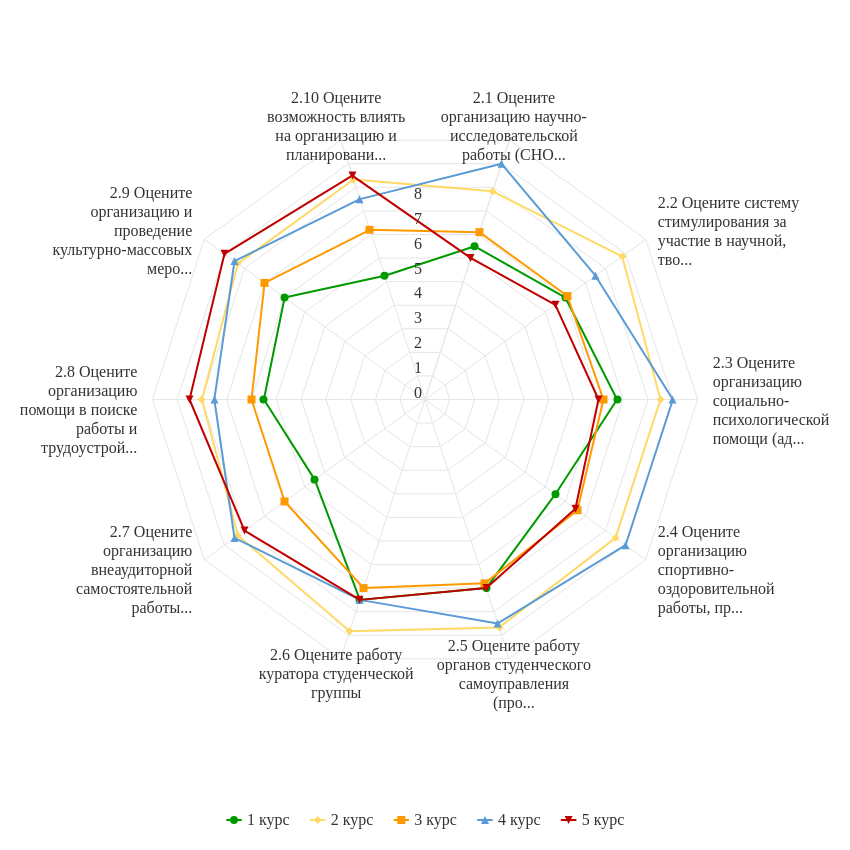 2.10 Оцените
возможность влиять
на организацию и
планировани...
2.1 Оцените
организацию научно-
исследовательской
работы (СНО...
2.2 Оцените систему
стимулирования за
участие в научной,
тво...
2.3 Оцените
организацию
социально-
психологической
помощи (ад...
2.4 Оцените
организацию
спортивно-
оздоровительной
работы, пр...
2.5 Оцените работу
органов студенческого
самоуправления
(про...
2.6 Оцените работу
куратора студенческой
группы
2.7 Оцените
организацию
внеаудиторной
самостоятельной
работы...
2.8 Оцените
организацию
помощи в поиске
работы и
трудоустрой...
2.9 Оцените
организацию и
проведение
культурно-массовых
меро...
8
7
6
5
4
3
2
1
0
1 курс 2 курс 3 курс 4 курс 5 курс